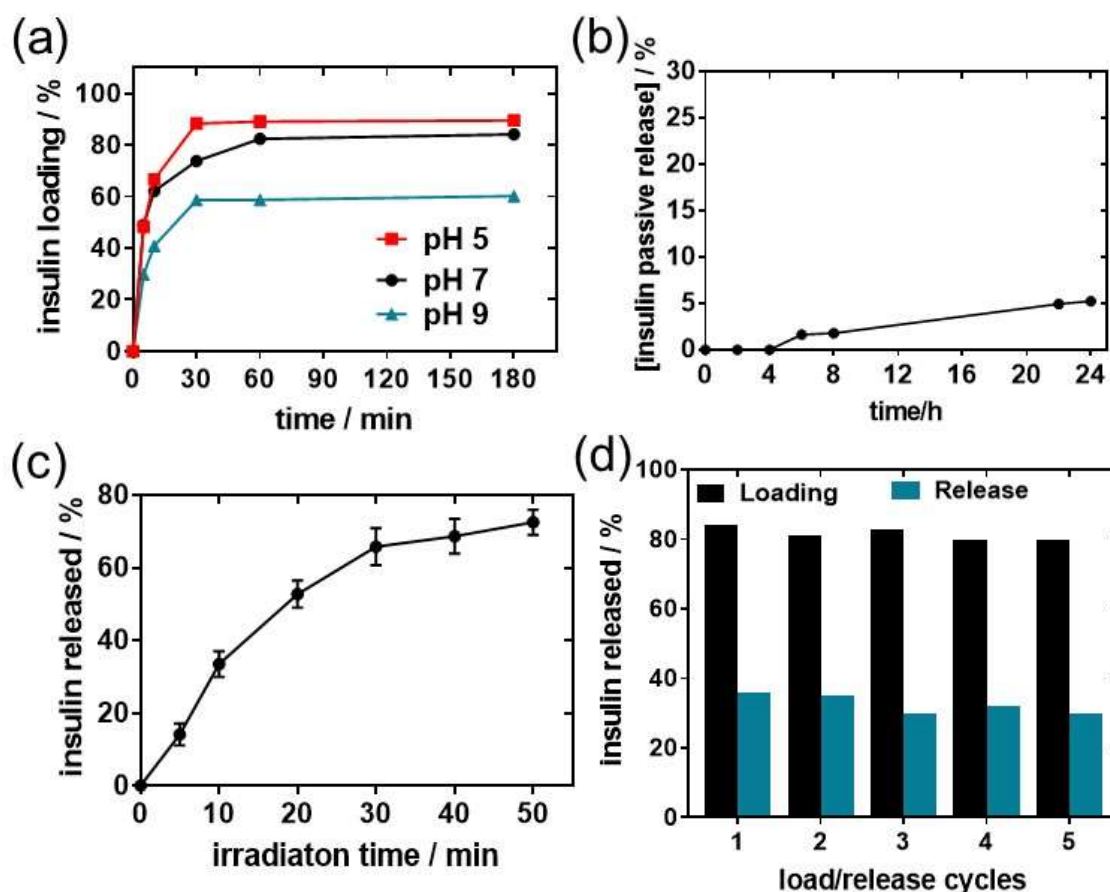 (a)
insulin loading / %
100
80
60
40
20
0
pH 5
pH 7
pH 9
0 30 60 90 120 150 180
time / min
(b)
[insulin passive release] / %
30
25
20
15
10
5
0
0 4 8 12 16 20 24
time/h
(c)
insulin released / %
80
60
40
20
0
0 10 20 30 40 50
irradiaton time / min
(d)
insulin released / %
100
80
60
40
20
0
Loading Release
1 2 3 4 5
load/release cycles